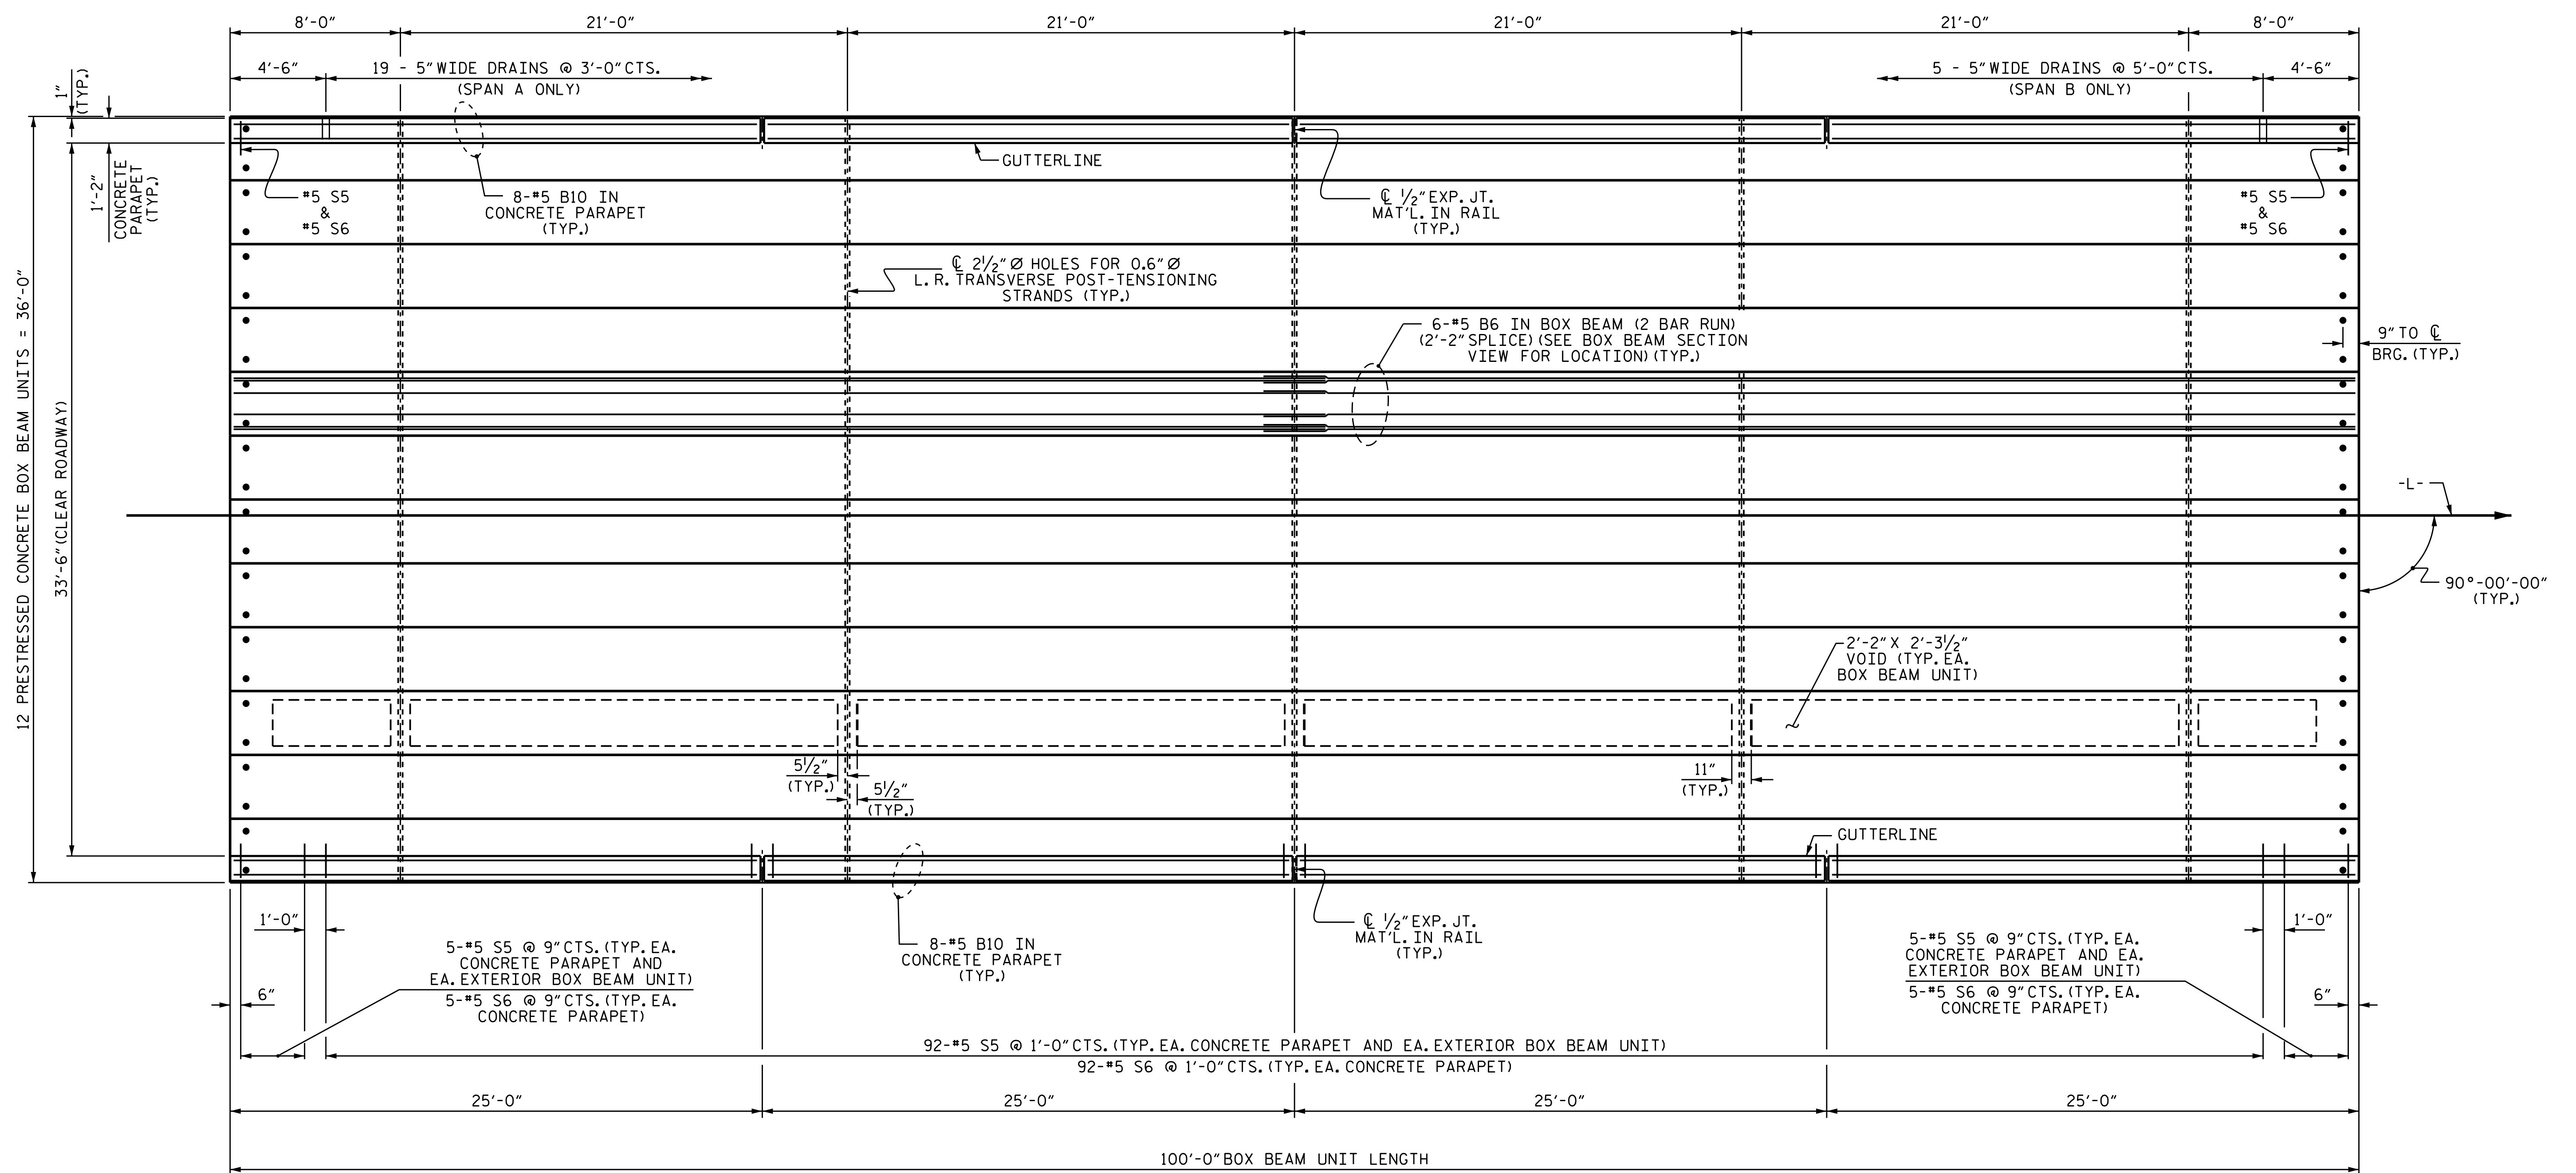 8'-0" 21'-0" 21'-0" 21'-0" 21'-0" 8'-0"
4'-6" 19 - 5" WIDE DRAINS @ 3'-0" CTS.
(SPAN A ONLY)
5 - 5" WIDE DRAINS @ 5'-0" CTS. 4'-6"
(SPAN B ONLY)
1"
(TYP.)
1'-2"
CONCRETE
PARAPET
(TYP.)
GUTTERLINE
#5 S5
&
#5 S6
8-#5 B10 IN
CONCRETE PARAPET
(TYP.)
℄ 1/2" EXP. JT.
MAT'L. IN RAIL
(TYP.)
#5 S5
&
#5 S6
℄ 2 1/2" Ø HOLES FOR 0.6" Ø
L. R. TRANSVERSE POST-TENSIONING
STRANDS (TYP.)
6-#5 B6 IN BOX BEAM (2 BAR RUN)
(2'-2" SPLICE) (SEE BOX BEAM SECTION
VIEW FOR LOCATION) (TYP.)
9" TO ℄
BRG. (TYP.)
12 PRESTRESSED CONCRETE BOX BEAM UNITS = 36'-0"
33'-6" (CLEAR ROADWAY)
-L-
90°-00'-00"
(TYP.)
2'-2" X 2'-3 1/2"
VOID (TYP. EA.
BOX BEAM UNIT)
5 1/2"
(TYP.)
5 1/2"
(TYP.)
11"
(TYP.)
GUTTERLINE
1'-0"
5-#5 S5 @ 9" CTS. (TYP. EA.
CONCRETE PARAPET AND
EA. EXTERIOR BOX BEAM UNIT)
5-#5 S6 @ 9" CTS. (TYP. EA.
CONCRETE PARAPET)
6"
8-#5 B10 IN
CONCRETE PARAPET
(TYP.)
℄ 1/2" EXP. JT.
MAT'L. IN RAIL
(TYP.)
5-#5 S5 @ 9" CTS. (TYP. EA.
CONCRETE PARAPET AND EA.
EXTERIOR BOX BEAM UNIT)
5-#5 S6 @ 9" CTS. (TYP. EA.
CONCRETE PARAPET)
1'-0"
6"
92-#5 S5 @ 1'-0" CTS. (TYP. EA. CONCRETE PARAPET AND EA. EXTERIOR BOX BEAM UNIT)
92-#5 S6 @ 1'-0" CTS. (TYP. EA. CONCRETE PARAPET)
25'-0" 25'-0" 25'-0" 25'-0"
100'-0" BOX BEAM UNIT LENGTH